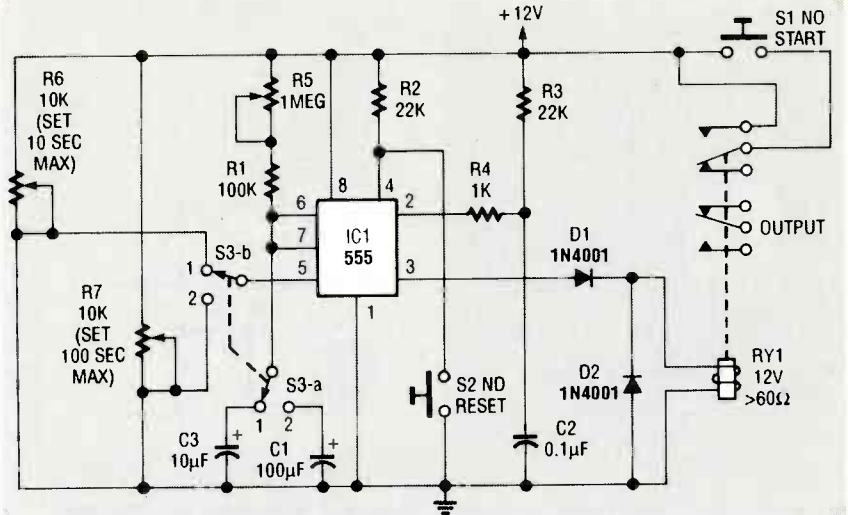 +12V
S1 NO
START
R6
10K
(SET
10 SEC
MAX)
R5
1MEG
R2
22K
R3
22K
R1
100K
R4
1K
6
8
4
2
7
IC1
555
S3-b
1
5
3
2
1
D1
1N4001
OUTPUT
R7
10K
(SET
100 SEC
MAX)
S3-a
1
2
S2 NO
RESET
D2
1N4001
RY1
12V
>60Ω
C3
10µF
+
C1
100µF
+
C2
0.1µF